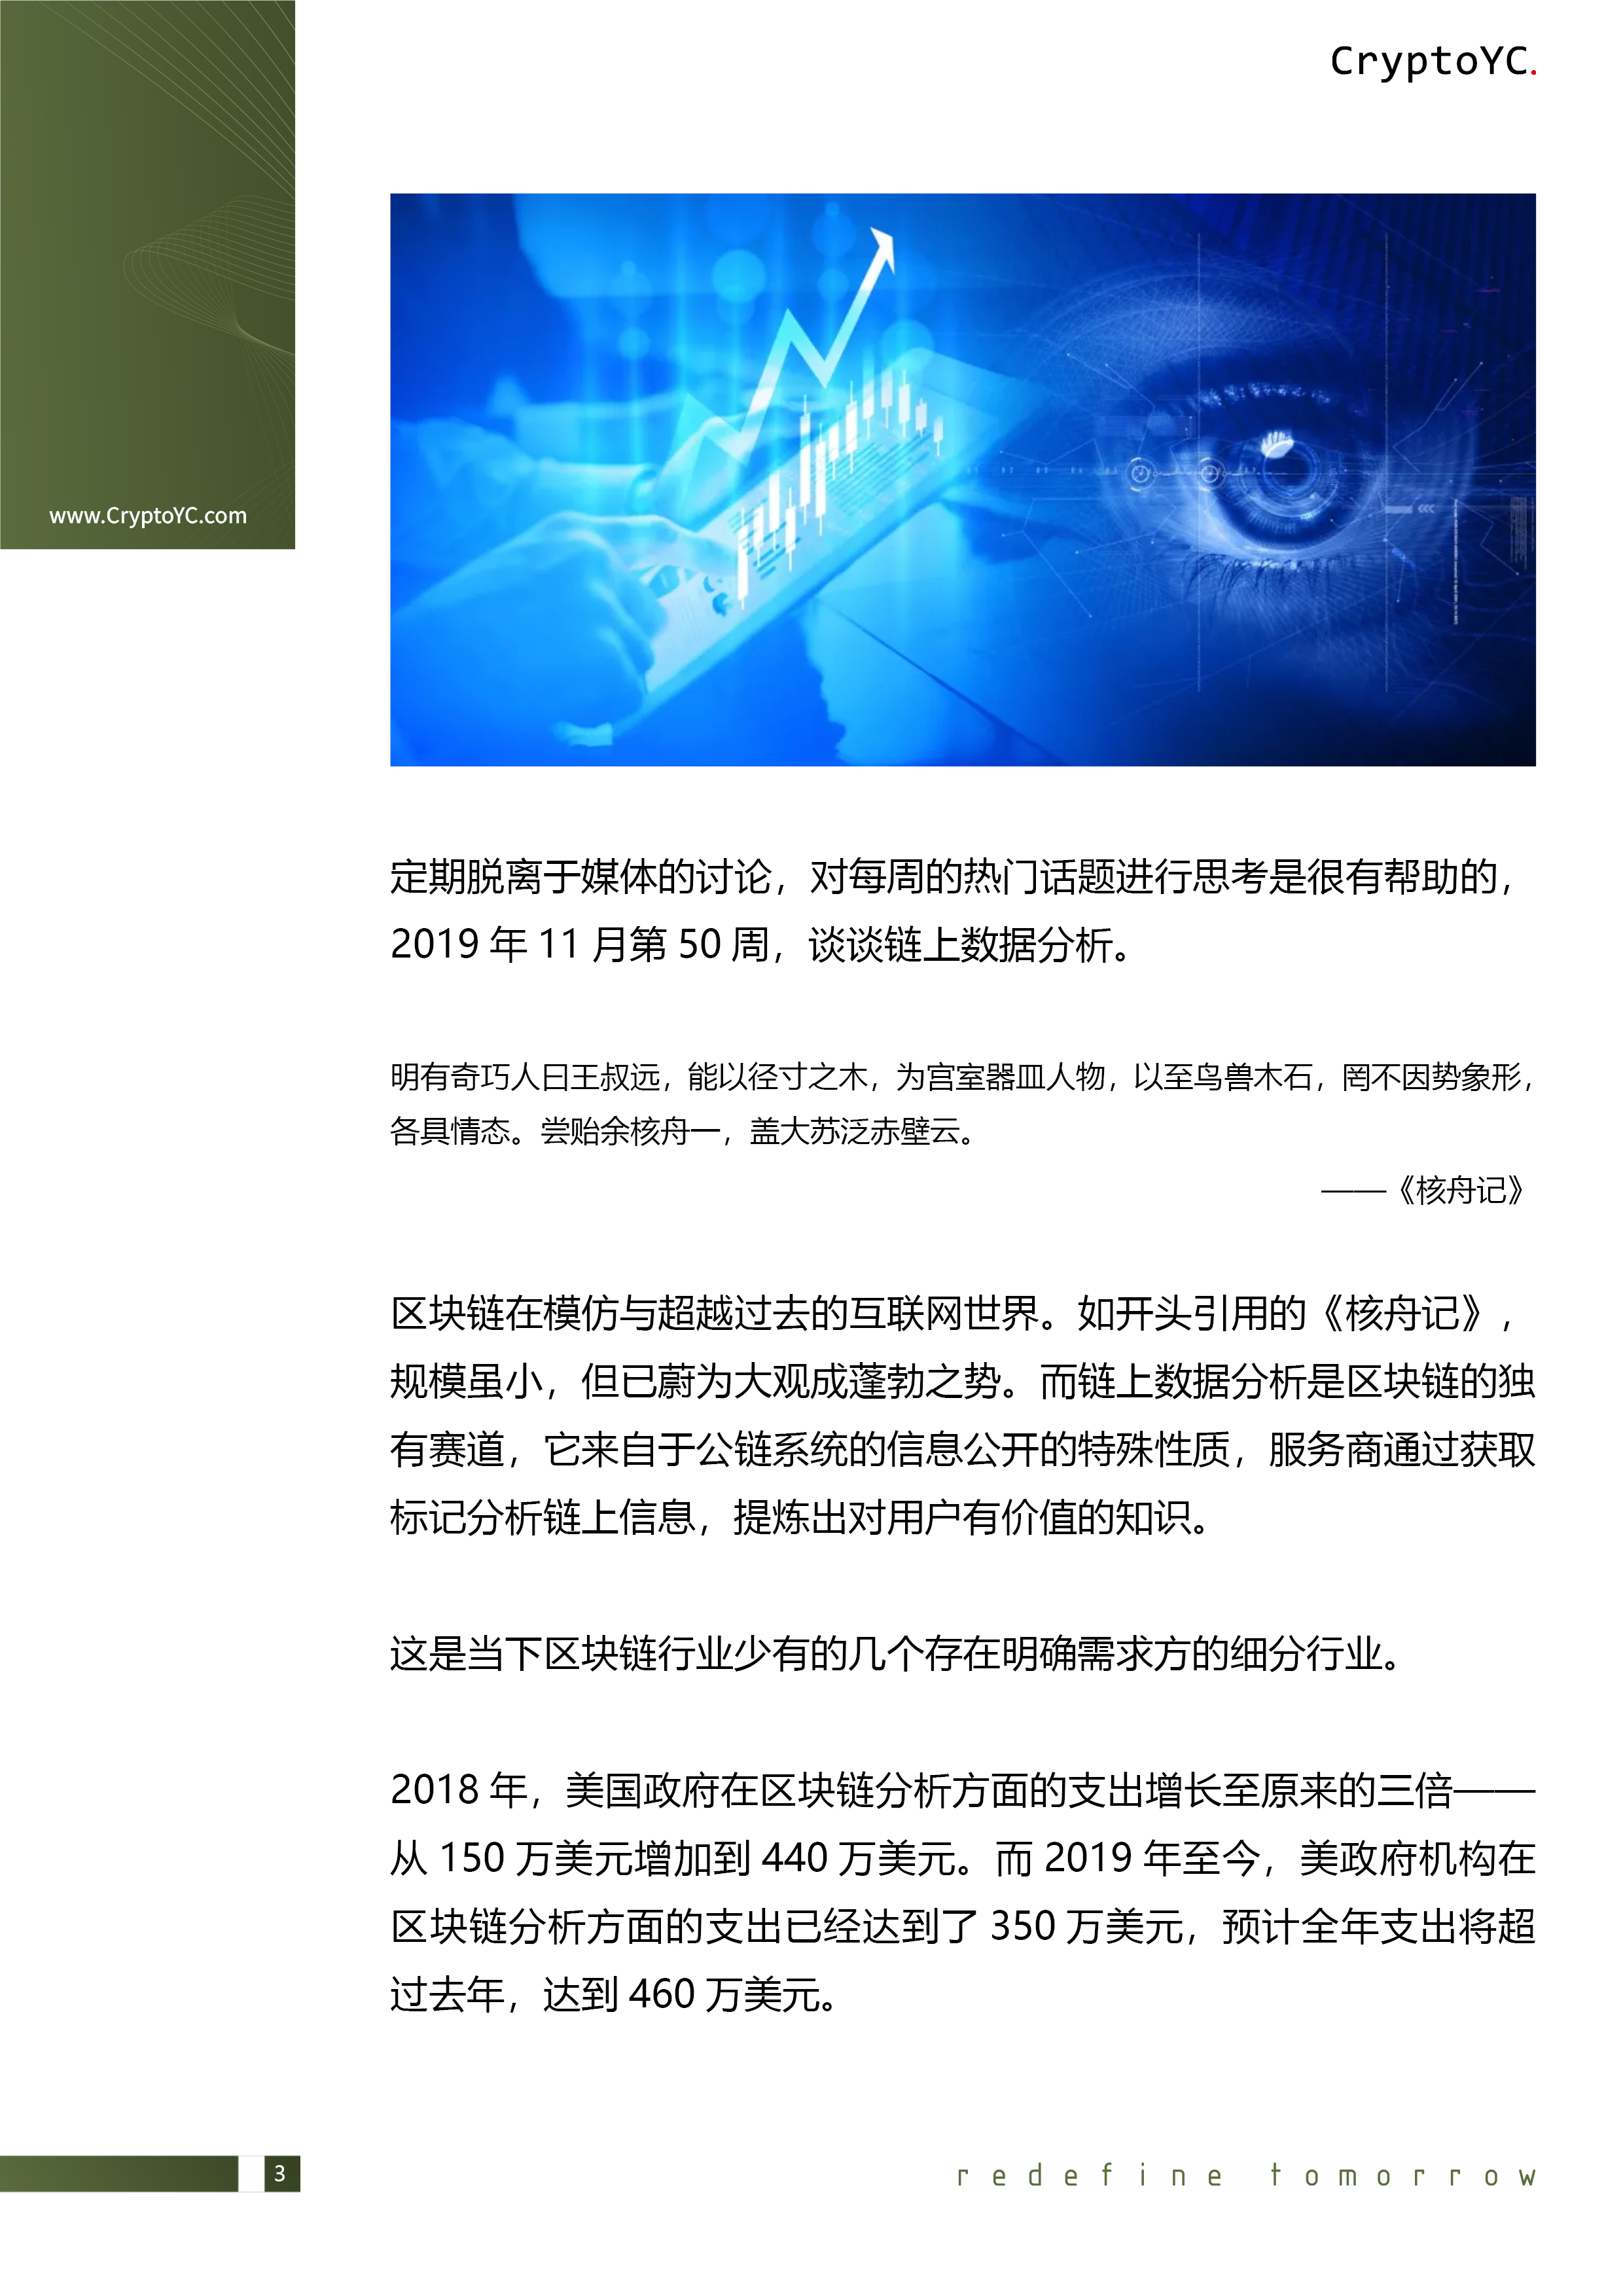 CryptoYC.
www.CryptoYC.com
定期脱离于媒体的讨论，对每周的热门话题进行思考是很有帮助的，
2019 年 11 月第 50 周，谈谈链上数据分析。
明有奇巧人曰王叔远，能以径寸之木，为宫室器皿人物，以至鸟兽木石，罔不因势象形，
各具情态。尝贻余核舟一，盖大苏泛赤壁云。
——《核舟记》
区块链在模仿与超越过去的互联网世界。如开头引用的《核舟记》，
规模虽小，但已蔚为大观成蓬勃之势。而链上数据分析是区块链的独
有赛道，它来自于公链系统的信息公开的特殊性质，服务商通过获取
标记分析链上信息，提炼出对用户有价值的知识。
这是当下区块链行业少有的几个存在明确需求方的细分行业。
2018 年，美国政府在区块链分析方面的支出增长至原来的三倍——
从 150 万美元增加到 440 万美元。而 2019 年至今，美政府机构在
区块链分析方面的支出已经达到了 350 万美元，预计全年支出将超
过去年，达到 460 万美元。
3
redefine tomorrow